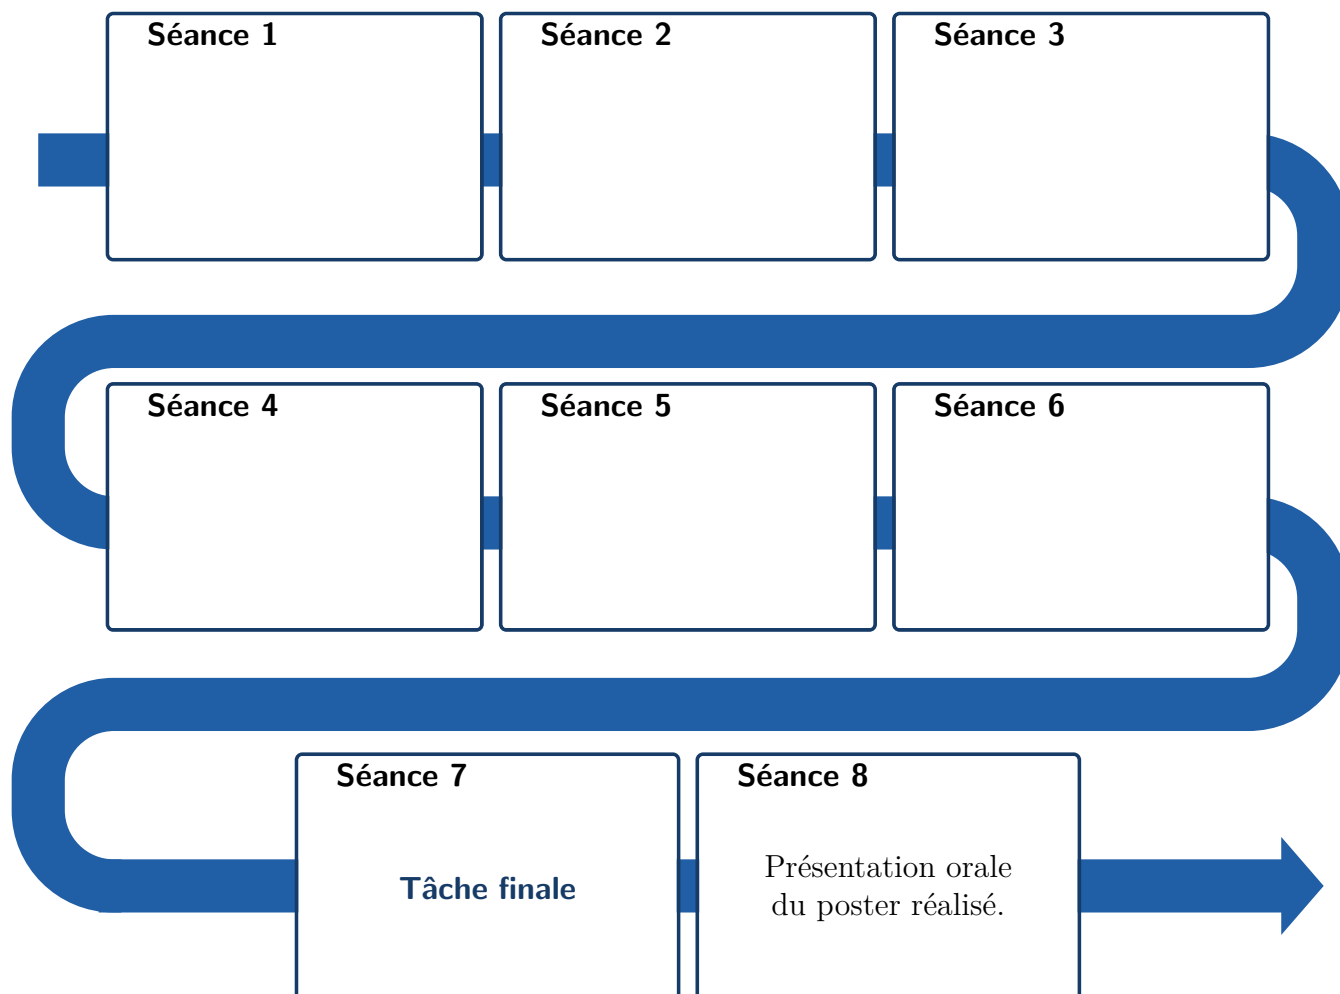 Séance 1
Séance 2
Séance 3
Séance 4
Séance 5
Séance 6
Séance 7
Tâche finale
Séance 8
Présentation orale
du poster réalisé.